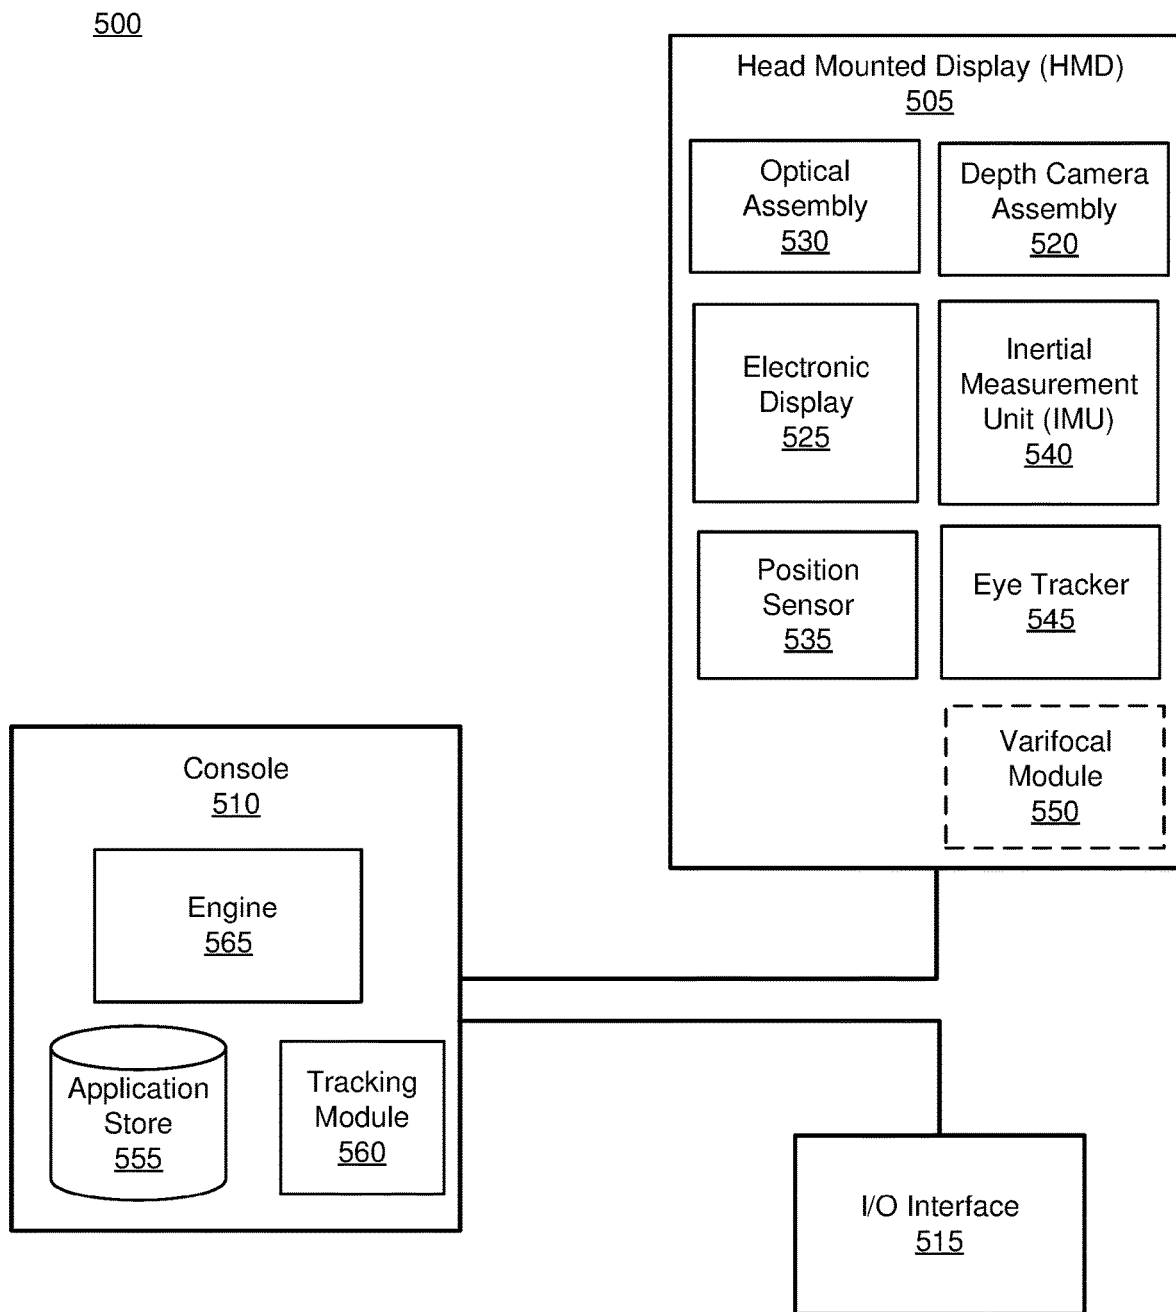 500
Head Mounted Display (HMD)
505
Optical
Assembly
530
Depth Camera
Assembly
520
Electronic
Display
525
Inertial
Measurement
Unit (IMU)
540
Position
Sensor
535
Eye Tracker
545
Varifocal
Module
550
Console
510
Engine
565
Application
Store
555
Tracking
Module
560
I/O Interface
515